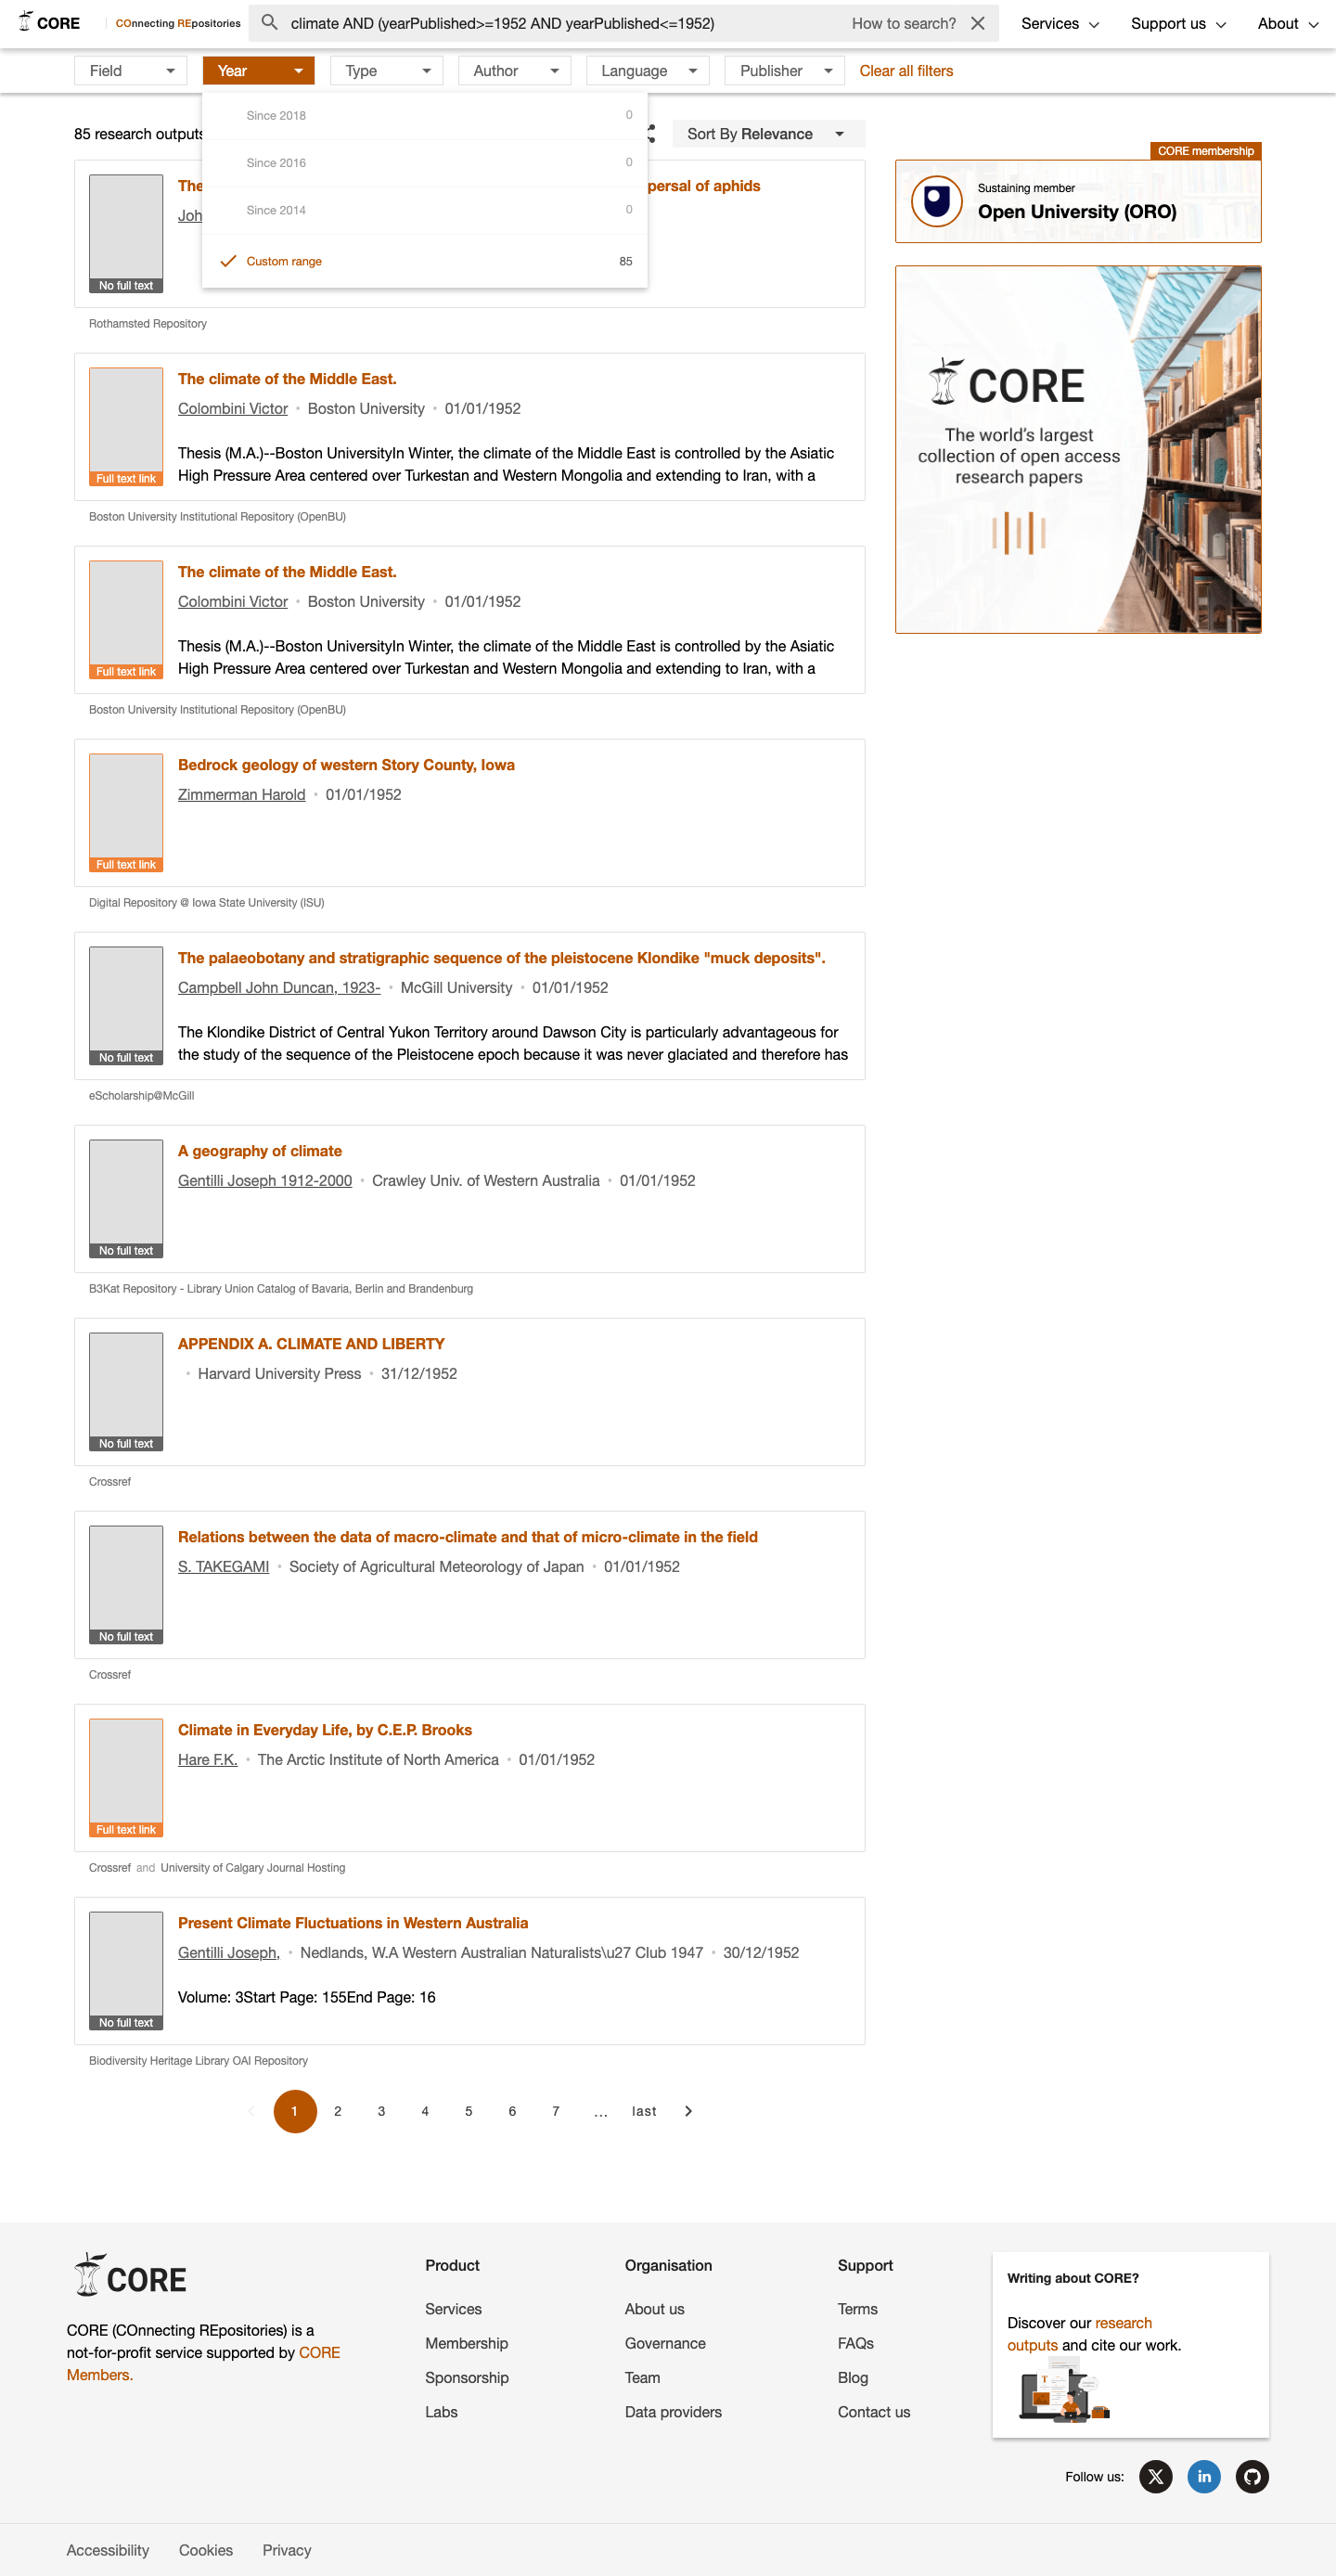 CORE
COnnecting REpositories
climate AND (yearPublished>=1952 AND yearPublished<=1952)
How to search?
Services
Support us
About
Field
Year
Type
Author
Language
Publisher
Clear all filters
Since 2018 0
Since 2016 0
Since 2014 0
Custom range 85
85 research outputs
Sort By Relevance
The
persal of aphids
Joh
No full text
Rothamsted Repository
The climate of the Middle East.
Colombini Victor • Boston University • 01/01/1952
Thesis (M.A.)--Boston UniversityIn Winter, the climate of the Middle East is controlled by the Asiatic
High Pressure Area centered over Turkestan and Western Mongolia and extending to Iran, with a
Full text link
Boston University Institutional Repository (OpenBU)
The climate of the Middle East.
Colombini Victor • Boston University • 01/01/1952
Thesis (M.A.)--Boston UniversityIn Winter, the climate of the Middle East is controlled by the Asiatic
High Pressure Area centered over Turkestan and Western Mongolia and extending to Iran, with a
Full text link
Boston University Institutional Repository (OpenBU)
Bedrock geology of western Story County, Iowa
Zimmerman Harold • 01/01/1952
Full text link
Digital Repository @ Iowa State University (ISU)
The palaeobotany and stratigraphic sequence of the pleistocene Klondike "muck deposits".
Campbell John Duncan, 1923- • McGill University • 01/01/1952
The Klondike District of Central Yukon Territory around Dawson City is particularly advantageous for
the study of the sequence of the Pleistocene epoch because it was never glaciated and therefore has
No full text
eScholarship@McGill
A geography of climate
Gentilli Joseph 1912-2000 • Crawley Univ. of Western Australia • 01/01/1952
No full text
B3Kat Repository - Library Union Catalog of Bavaria, Berlin and Brandenburg
APPENDIX A. CLIMATE AND LIBERTY
• Harvard University Press • 31/12/1952
No full text
Crossref
Relations between the data of macro-climate and that of micro-climate in the field
S. TAKEGAMI • Society of Agricultural Meteorology of Japan • 01/01/1952
No full text
Crossref
Climate in Everyday Life, by C.E.P. Brooks
Hare F.K. • The Arctic Institute of North America • 01/01/1952
Full text link
Crossref and University of Calgary Journal Hosting
Present Climate Fluctuations in Western Australia
Gentilli Joseph, • Nedlands, W.A Western Australian Naturalists\u27 Club 1947 • 30/12/1952
Volume: 3Start Page: 155End Page: 16
No full text
Biodiversity Heritage Library OAI Repository
1 2 3 4 5 6 7 ... last
CORE membership
Sustaining member
Open University (ORO)
CORE
The world's largest
collection of open access
research papers
CORE
CORE (COnnecting REpositories) is a
not-for-profit service supported by CORE
Members.
Product
Services
Membership
Sponsorship
Labs
Organisation
About us
Governance
Team
Data providers
Support
Terms
FAQs
Blog
Contact us
Writing about CORE?
Discover our research
outputs and cite our work.
T
Follow us:
X
in
Accessibility
Cookies
Privacy